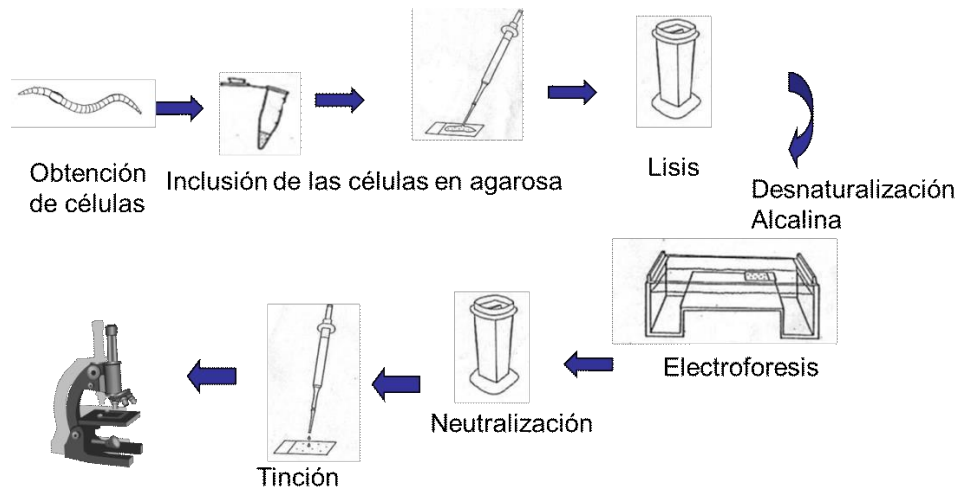 Obtención
de células
Inclusión de las células en agarosa
Lisis
Desnaturalización
Alcalina
Electroforesis
Neutralización
Tinción